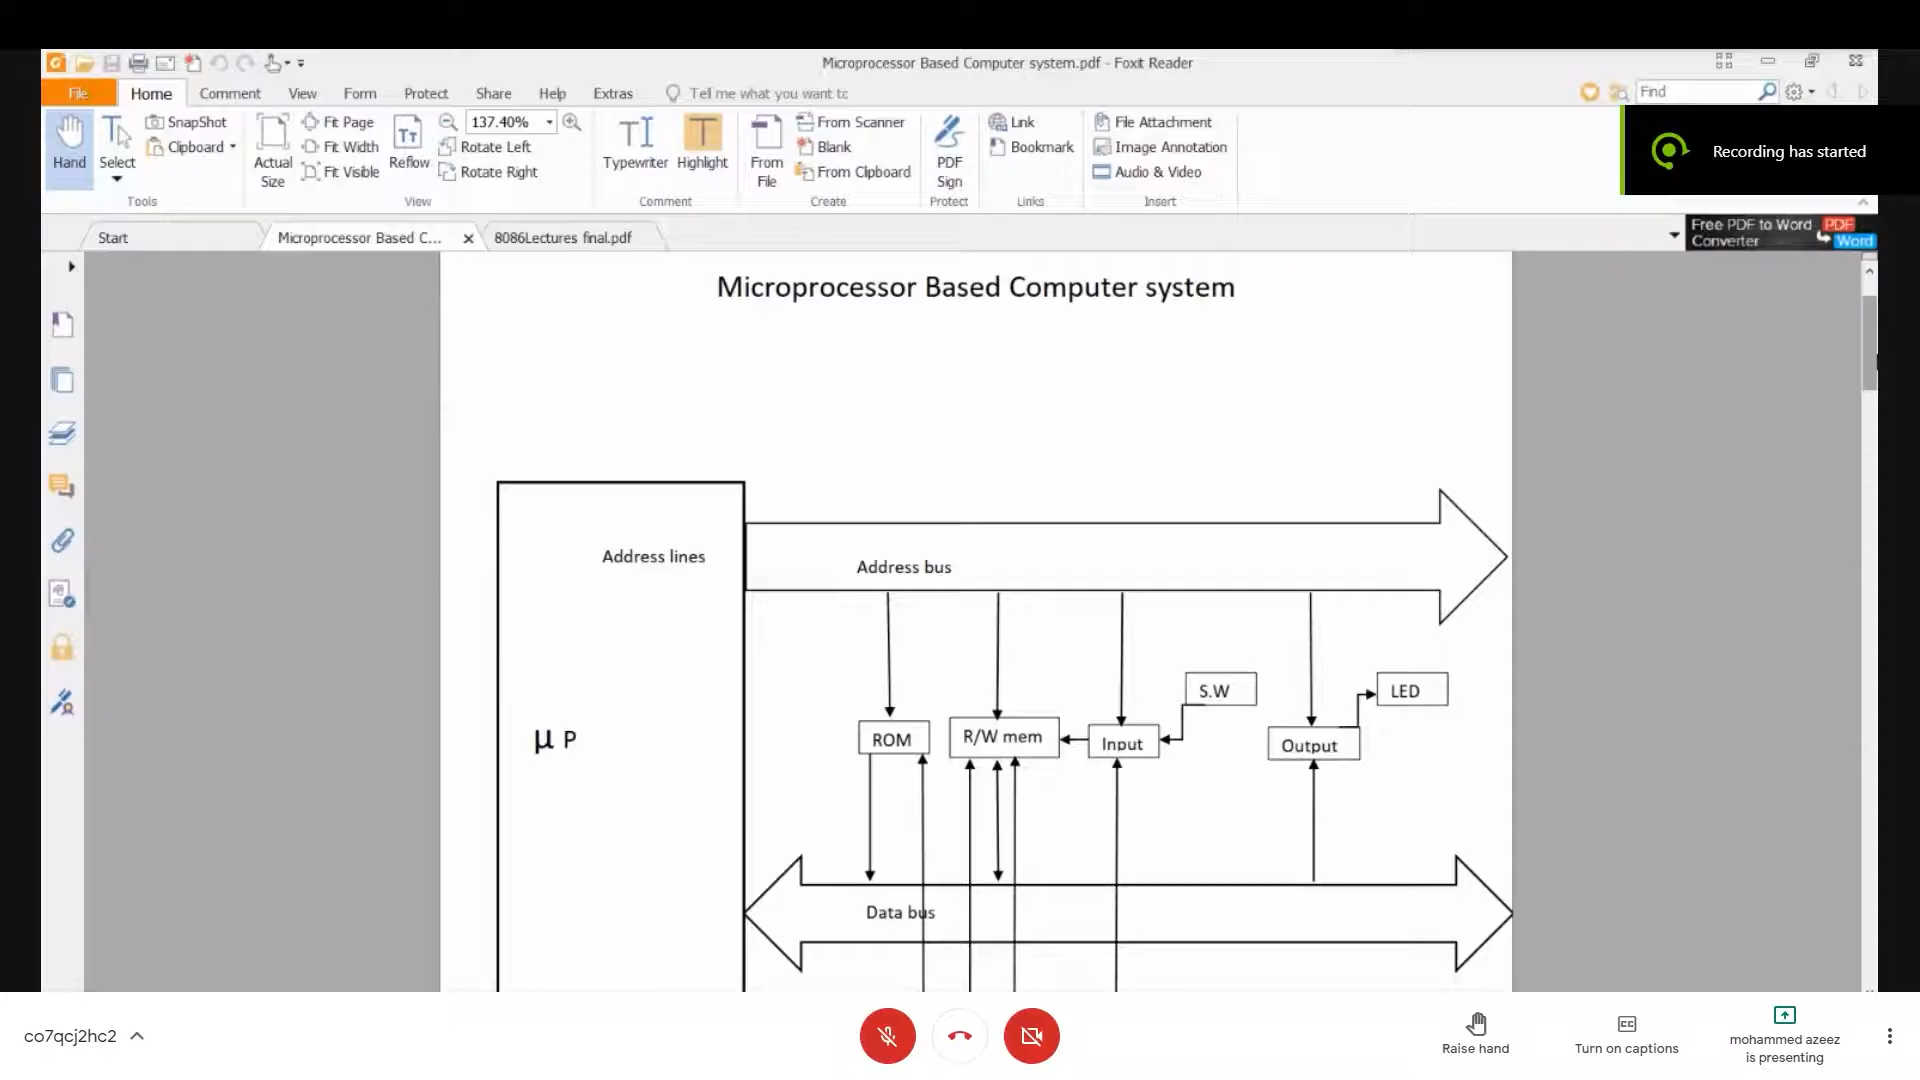 Microprocessor Based Computer system.pdf - Foxit Reader
File Home Comment View Form Protect Share Help Extras Tell me what you want tc Find
Hand
Select
SnapShot
Clipboard
Tools
Actual Size
Fit Page
Fit Width
Fit Visible
Reflow
137.40%
Rotate Left
Rotate Right
View
Typewriter
Highlight
Comment
From File
From Scanner
Blank
From Clipboard
Create
PDF Sign
Protect
Link
Bookmark
Links
File Attachment
Image Annotation
Audio & Video
Insert
Recording has started
Start
Microprocessor Based C...
8086Lectures final.pdf
Free PDF to Word PDF
Converter Word
Microprocessor Based Computer system
Address lines
Address bus
S.W
LED
μ P
ROM
R/W mem
Input
Output
Data bus
co7qcj2hc2
Raise hand
Turn on captions
mohammed azeez
is presenting